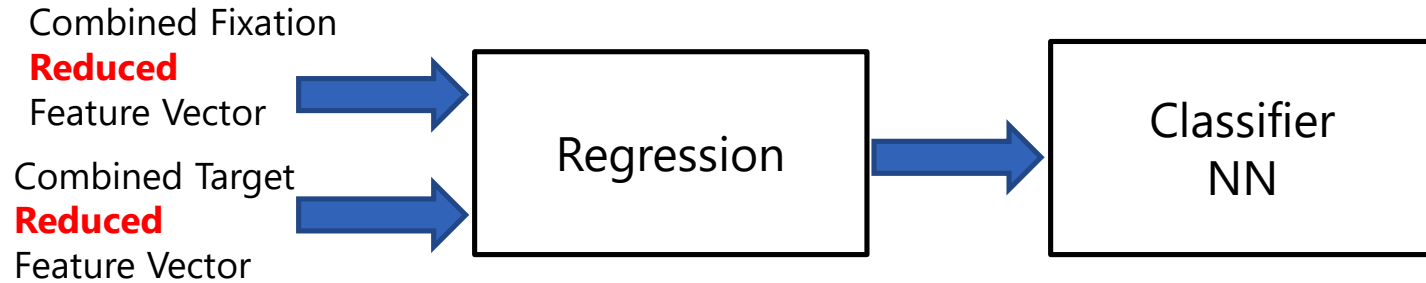 Combined Fixation
Reduced
Feature Vector
Combined Target
Reduced
Feature Vector
Regression
Classifier
NN